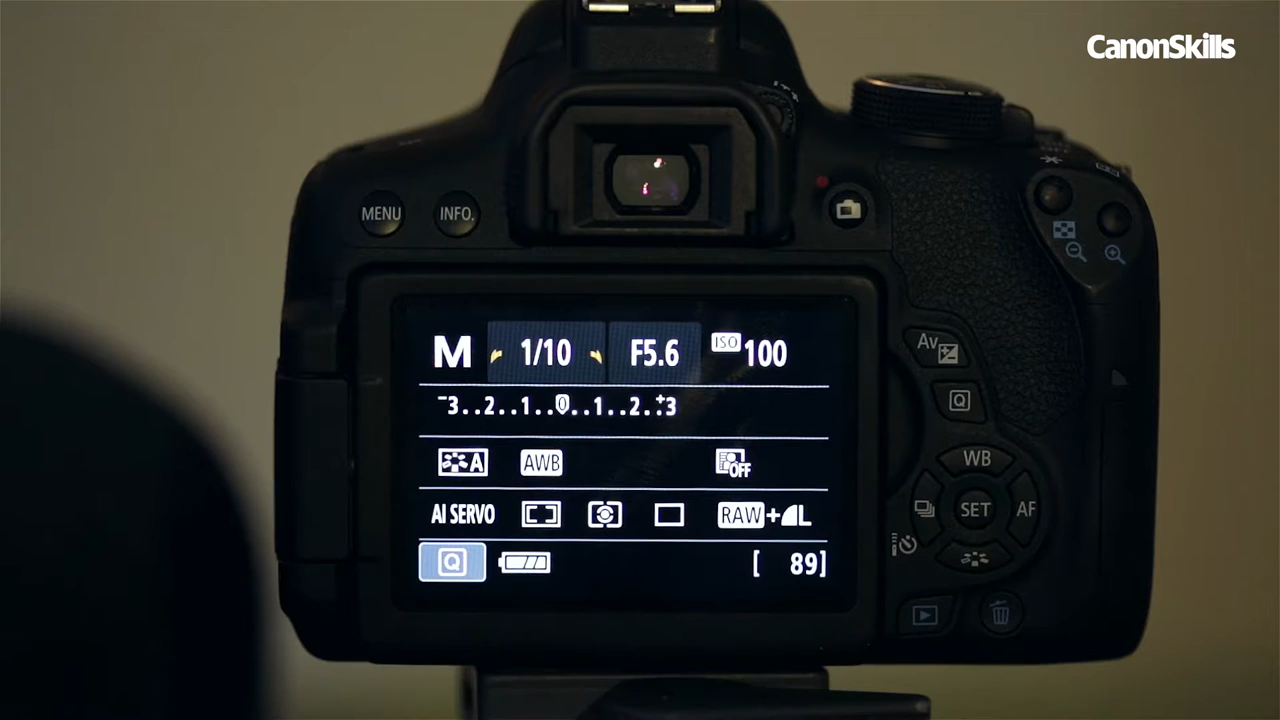 CanonSkills
MENU
INFO.
M 1/10 F5.6 ISO 100
-3..2..1..0..1..2..+3
A AWB OFF
AI SERVO RAW+L
Q [ 89]
Av
Q
WB
SET
AF